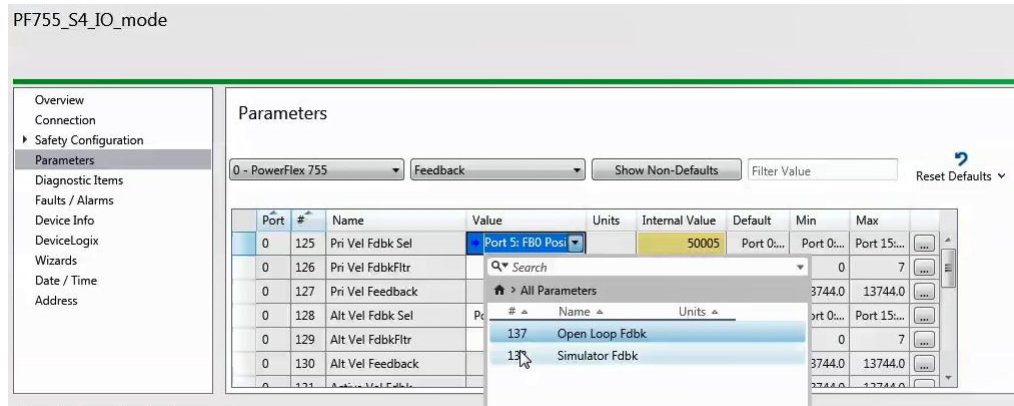 PF755_S4_IO_mode
Overview
Connection
Safety Configuration
Parameters
Diagnostic Items
Faults / Alarms
Device Info
DeviceLogix
Wizards
Date / Time
Address
Parameters
0 - PowerFlex 755 Feedback Show Non-Defaults Filter Value Reset Defaults
Port # Name Value Units Internal Value Default Min Max
0 125 Pri Vel Fdbk Sel Port 5: FB0 Posi 50005 Port 0:... Port 0:... Port 15:... ...
0 126 Pri Vel FdbkFltr 0 7 ...
0 127 Pri Vel Feedback 3744.0 13744.0 ...
0 128 Alt Vel Fdbk Sel ort 0:... Port 15:... ...
0 129 Alt Vel FdbkFltr 0 7 ...
0 130 Alt Vel Feedback 3744.0 13744.0 ...
Search
> All Parameters
# Name Units
137 Open Loop Fdbk
Simulator Fdbk